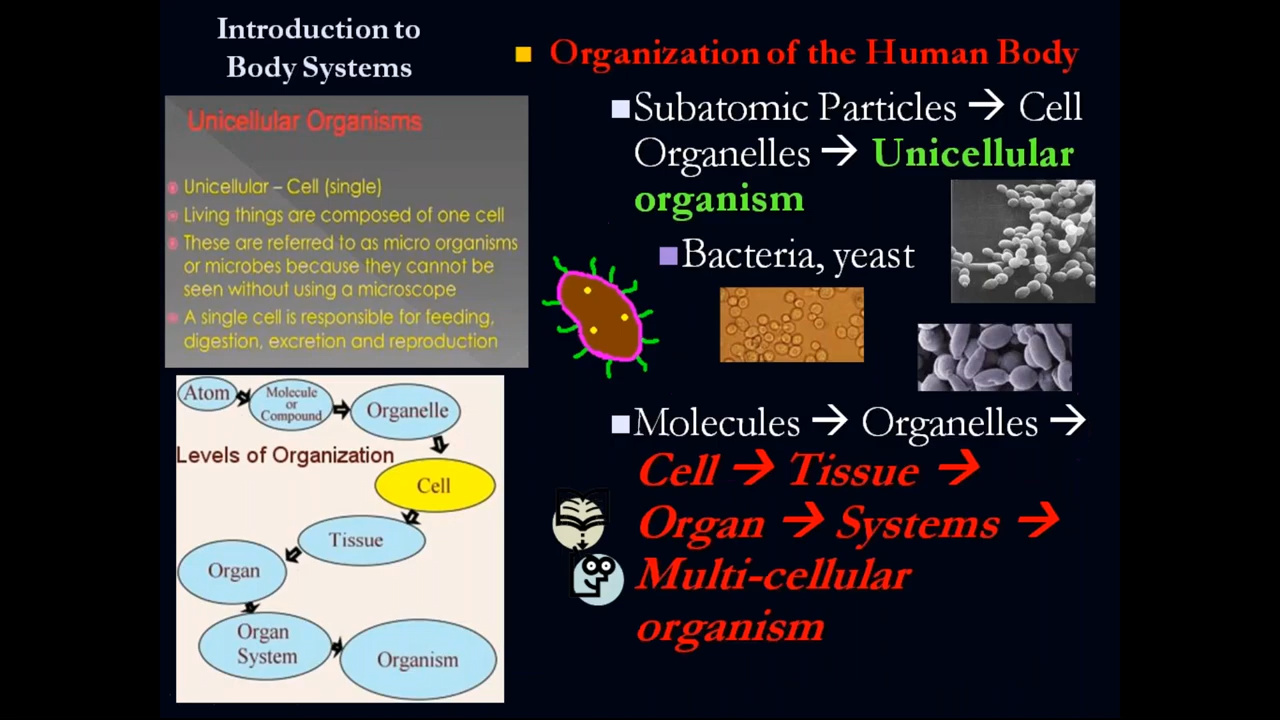 Introduction to
Body Systems
Unicellular Organisms
Unicellular – Cell (single)
Living things are composed of one cell
These are referred to as micro organisms
or microbes because they cannot be
seen without using a microscope
A single cell is responsible for feeding,
digestion, excretion and reproduction
Atom
Molecule
or
Compound
Organelle
Levels of Organization
Cell
Tissue
Organ
Organ
System
Organism
Organization of the Human Body
Subatomic Particles → Cell
Organelles → Unicellular
organism
Bacteria, yeast
Molecules → Organelles →
Cell → Tissue →
Organ → Systems →
Multi-cellular
organism